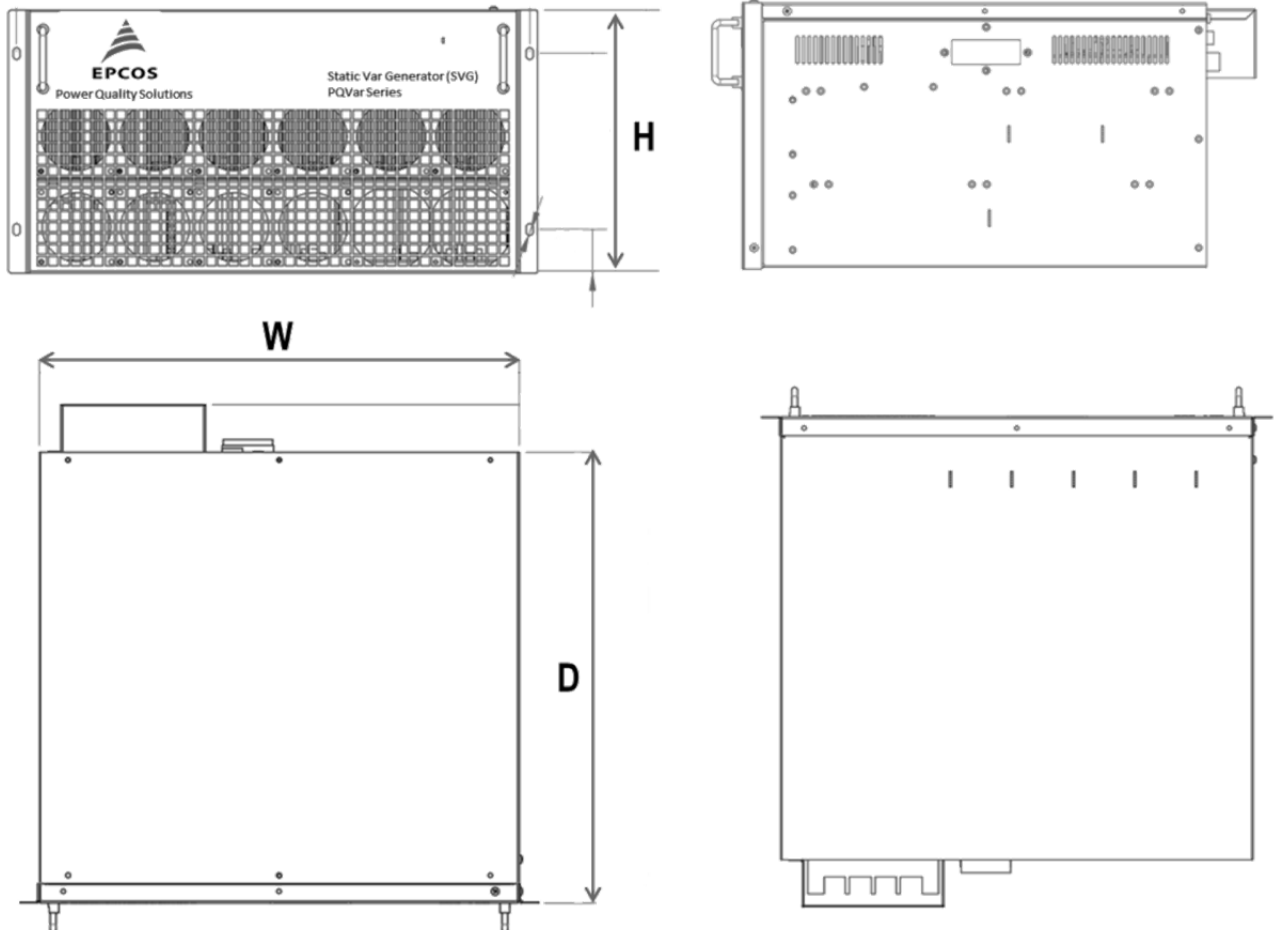 EPCOS
Power Quality Solutions
Static Var Generator (SVG)
PQVar Series
H
W
D